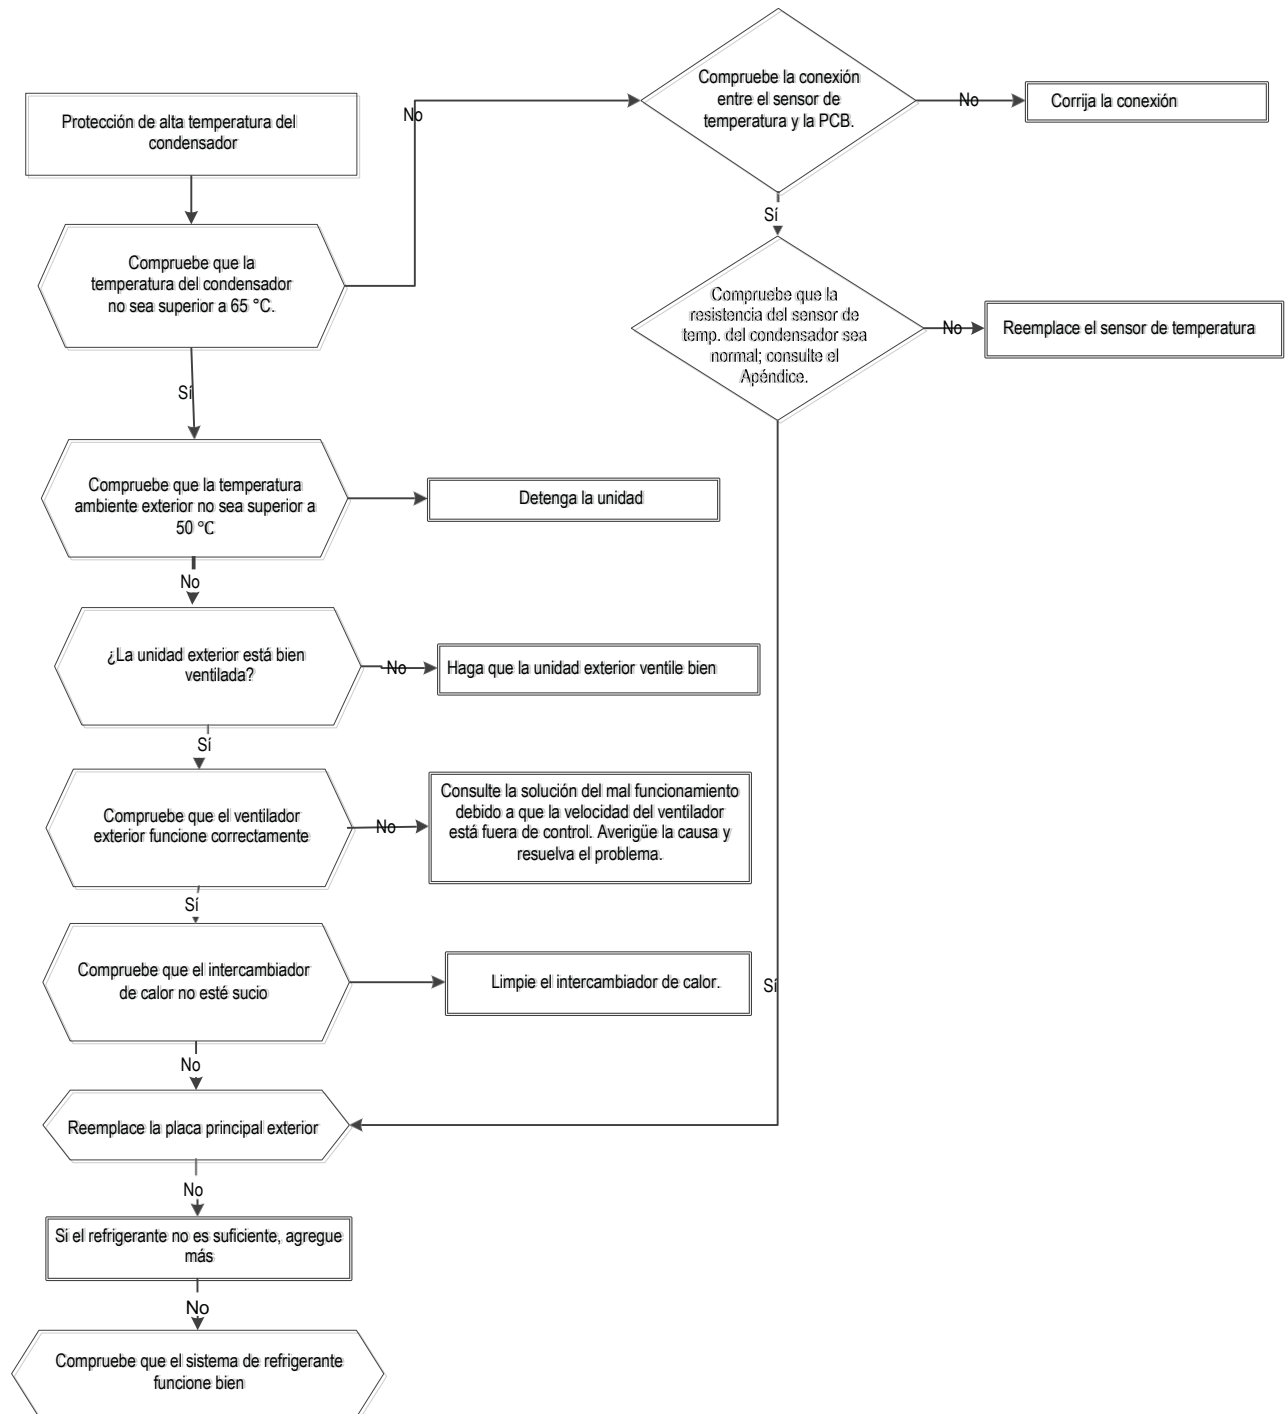 Protección de alta temperatura del
condensador
No
Compruebe la conexión
entre el sensor de
temperatura y la PCB.
No
Corrija la conexión
Compruebe que la
temperatura del condensador
no sea superior a 65 °C.
Sí
Compruebe que la
resistencia del sensor de
temp. del condensador sea
normal; consulte el
Apéndice.
No
Reemplace el sensor de temperatura
Sí
Compruebe que la temperatura
ambiente exterior no sea superior a
50 °C
Detenga la unidad
No
¿La unidad exterior está bien
ventilada?
No
Haga que la unidad exterior ventile bien
Sí
Compruebe que el ventilador
exterior funcione correctamente
No
Consulte la solución del mal funcionamiento
debido a que la velocidad del ventilador
está fuera de control. Averigüe la causa y
resuelva el problema.
Sí
Compruebe que el intercambiador
de calor no esté sucio
Limpie el intercambiador de calor.
Sí
No
Reemplace la placa principal exterior
No
Si el refrigerante no es suficiente, agregue
más
No
Compruebe que el sistema de refrigerante
funcione bien